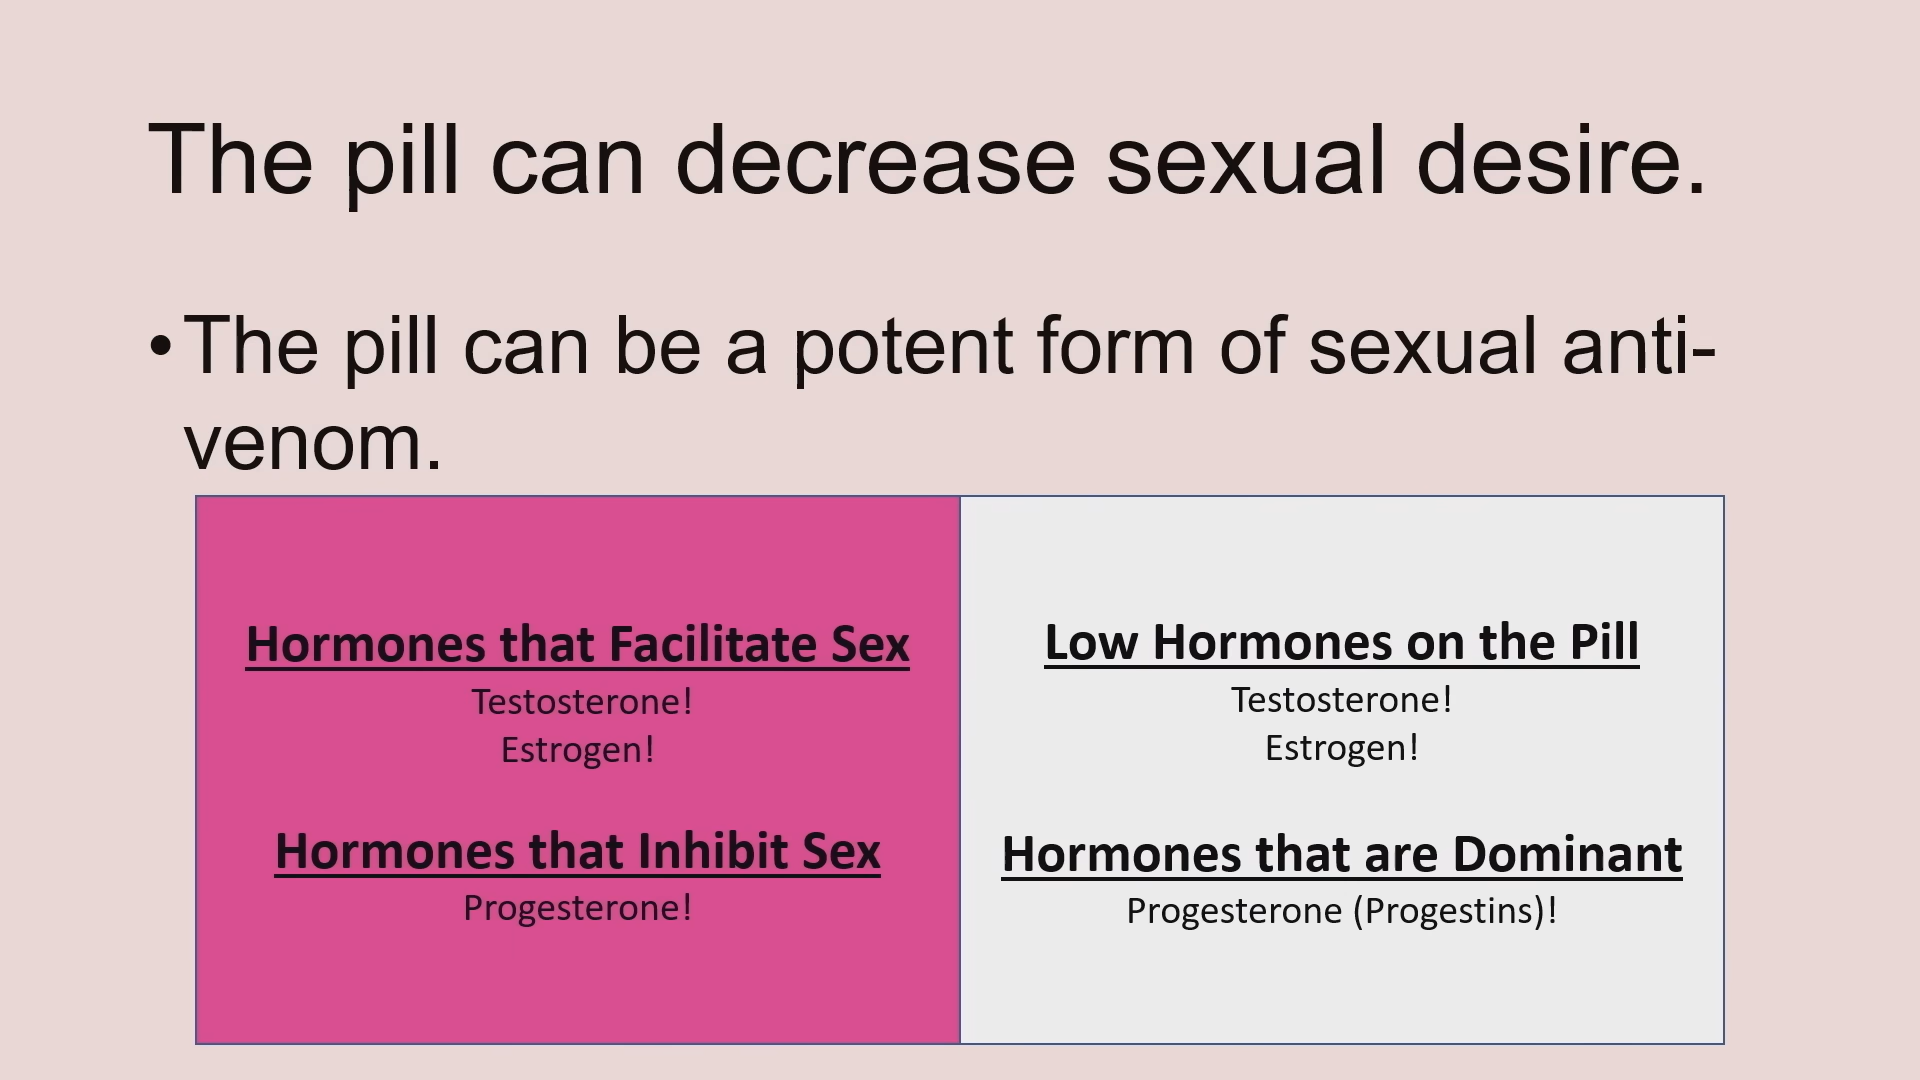 The pill can decrease sexual desire.
• The pill can be a potent form of sexual anti-
venom.
Hormones that Facilitate Sex
Testosterone!
Estrogen!
Hormones that Inhibit Sex
Progesterone!
Low Hormones on the Pill
Testosterone!
Estrogen!
Hormones that are Dominant
Progesterone (Progestins)!